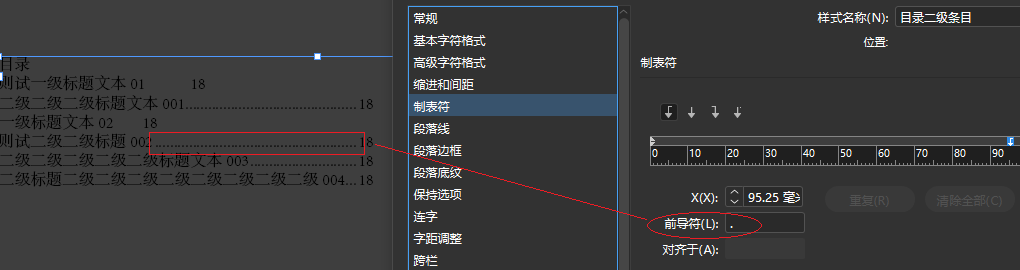 目录
则试一级标题文本 01 18
二级二级二级标题文本 001......................................18
一级标题文本 02 18
则试二级二级标题 002.............................................18
二级二级二级二级二级标题文本 003........................18
二级标题二级二级二级二级二级二级二级二级 004...18
常规
基本字符格式
高级字符格式
缩进和间距
制表符
段落线
段落边框
段落底纹
保持选项
连字
字距调整
跨栏
样式名称(N): 目录二级条目
位置:
制表符
0 10 20 30 40 50 60 70 80 90
X(X): 95.25 毫
重复(R)
清除全部(C)
前导符(L): .
对齐于(A):